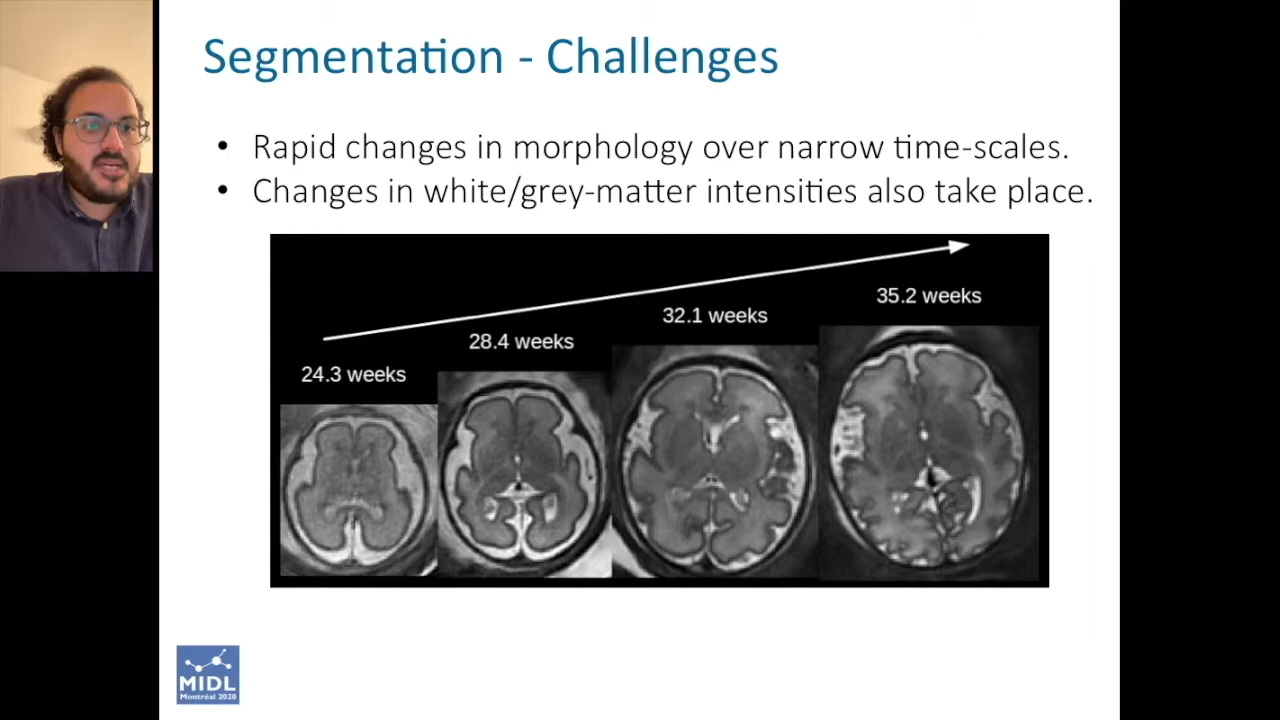 Segmentation - Challenges
• Rapid changes in morphology over narrow time-scales.
• Changes in white/grey-matter intensities also take place.
35.2 weeks
32.1 weeks
28.4 weeks
24.3 weeks
MIDL
Montréal 2020